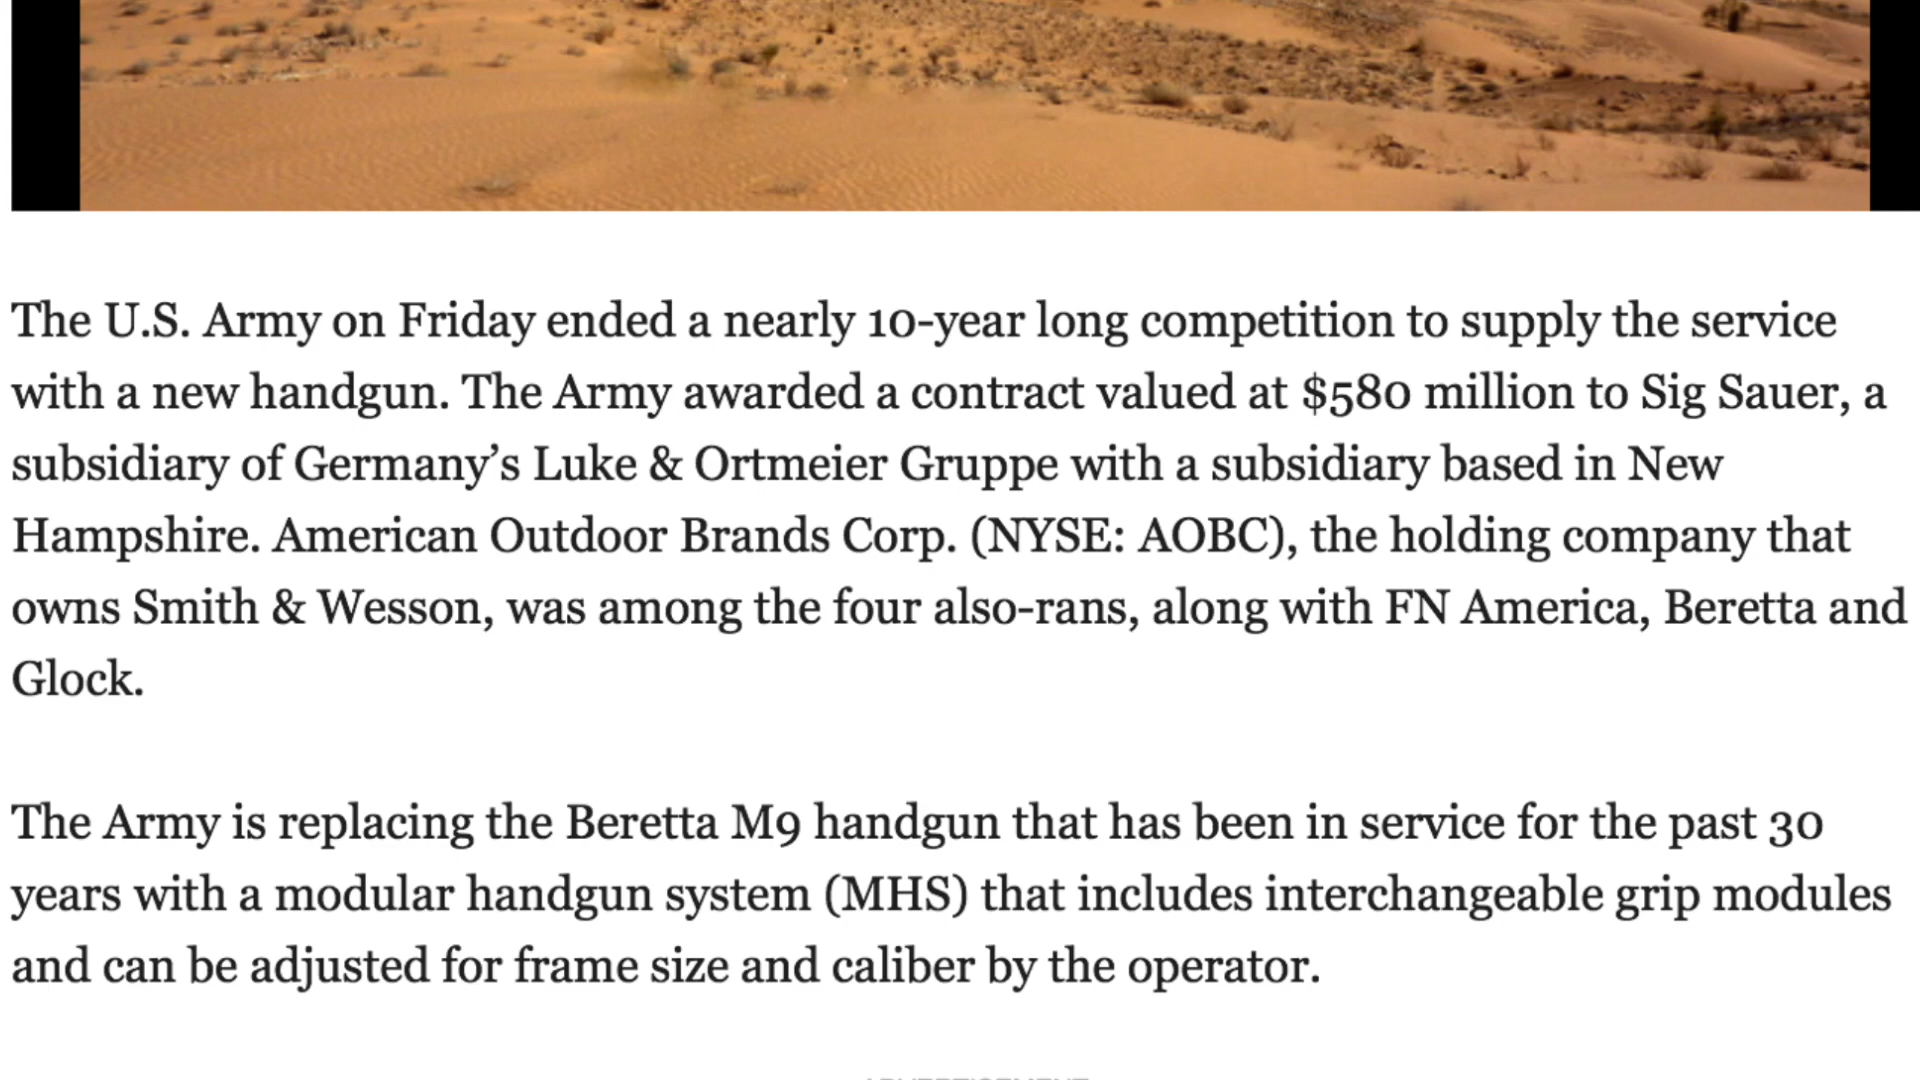 The U.S. Army on Friday ended a nearly 10-year long competition to supply the service
with a new handgun. The Army awarded a contract valued at $580 million to Sig Sauer, a
subsidiary of Germany’s Luke & Ortmeier Gruppe with a subsidiary based in New
Hampshire. American Outdoor Brands Corp. (NYSE: AOBC), the holding company that
owns Smith & Wesson, was among the four also-rans, along with FN America, Beretta and
Glock.
The Army is replacing the Beretta M9 handgun that has been in service for the past 30
years with a modular handgun system (MHS) that includes interchangeable grip modules
and can be adjusted for frame size and caliber by the operator.
ADVERTISEMENT